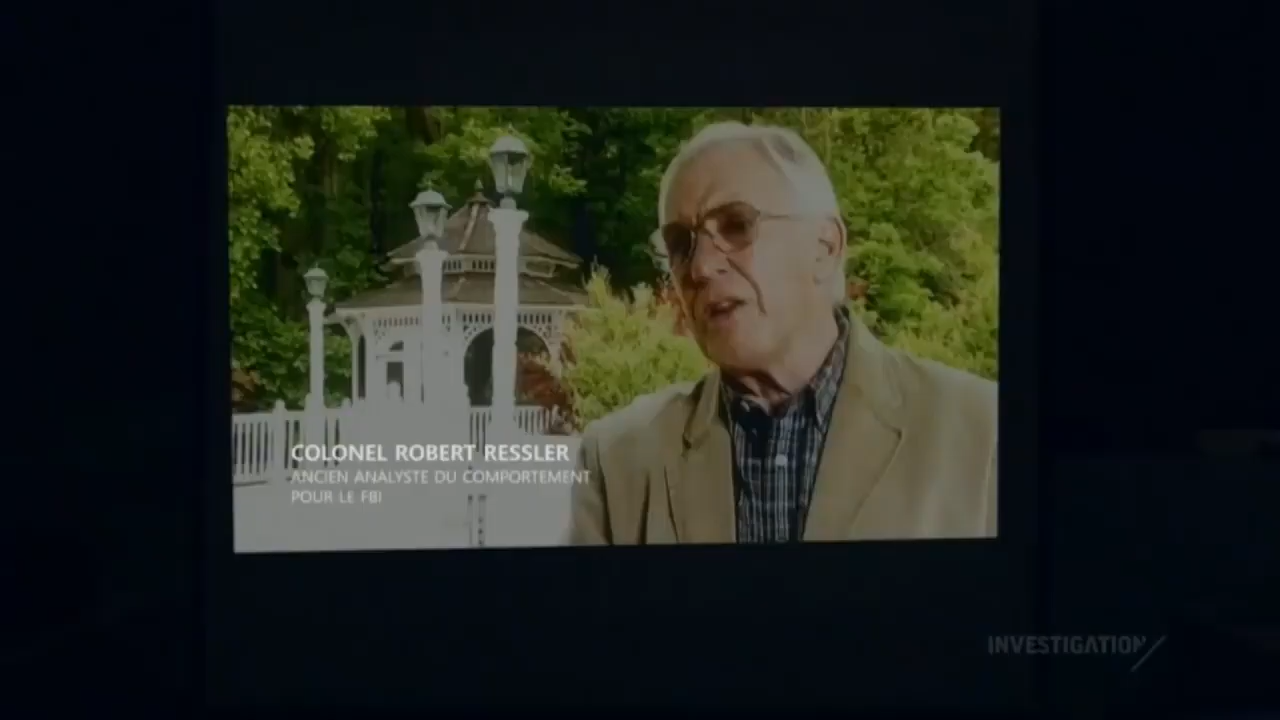 COLONEL ROBERT RESSLER
ANCIEN ANALYSTE DU COMPORTEMENT
POUR LE FBI
INVESTIGATION